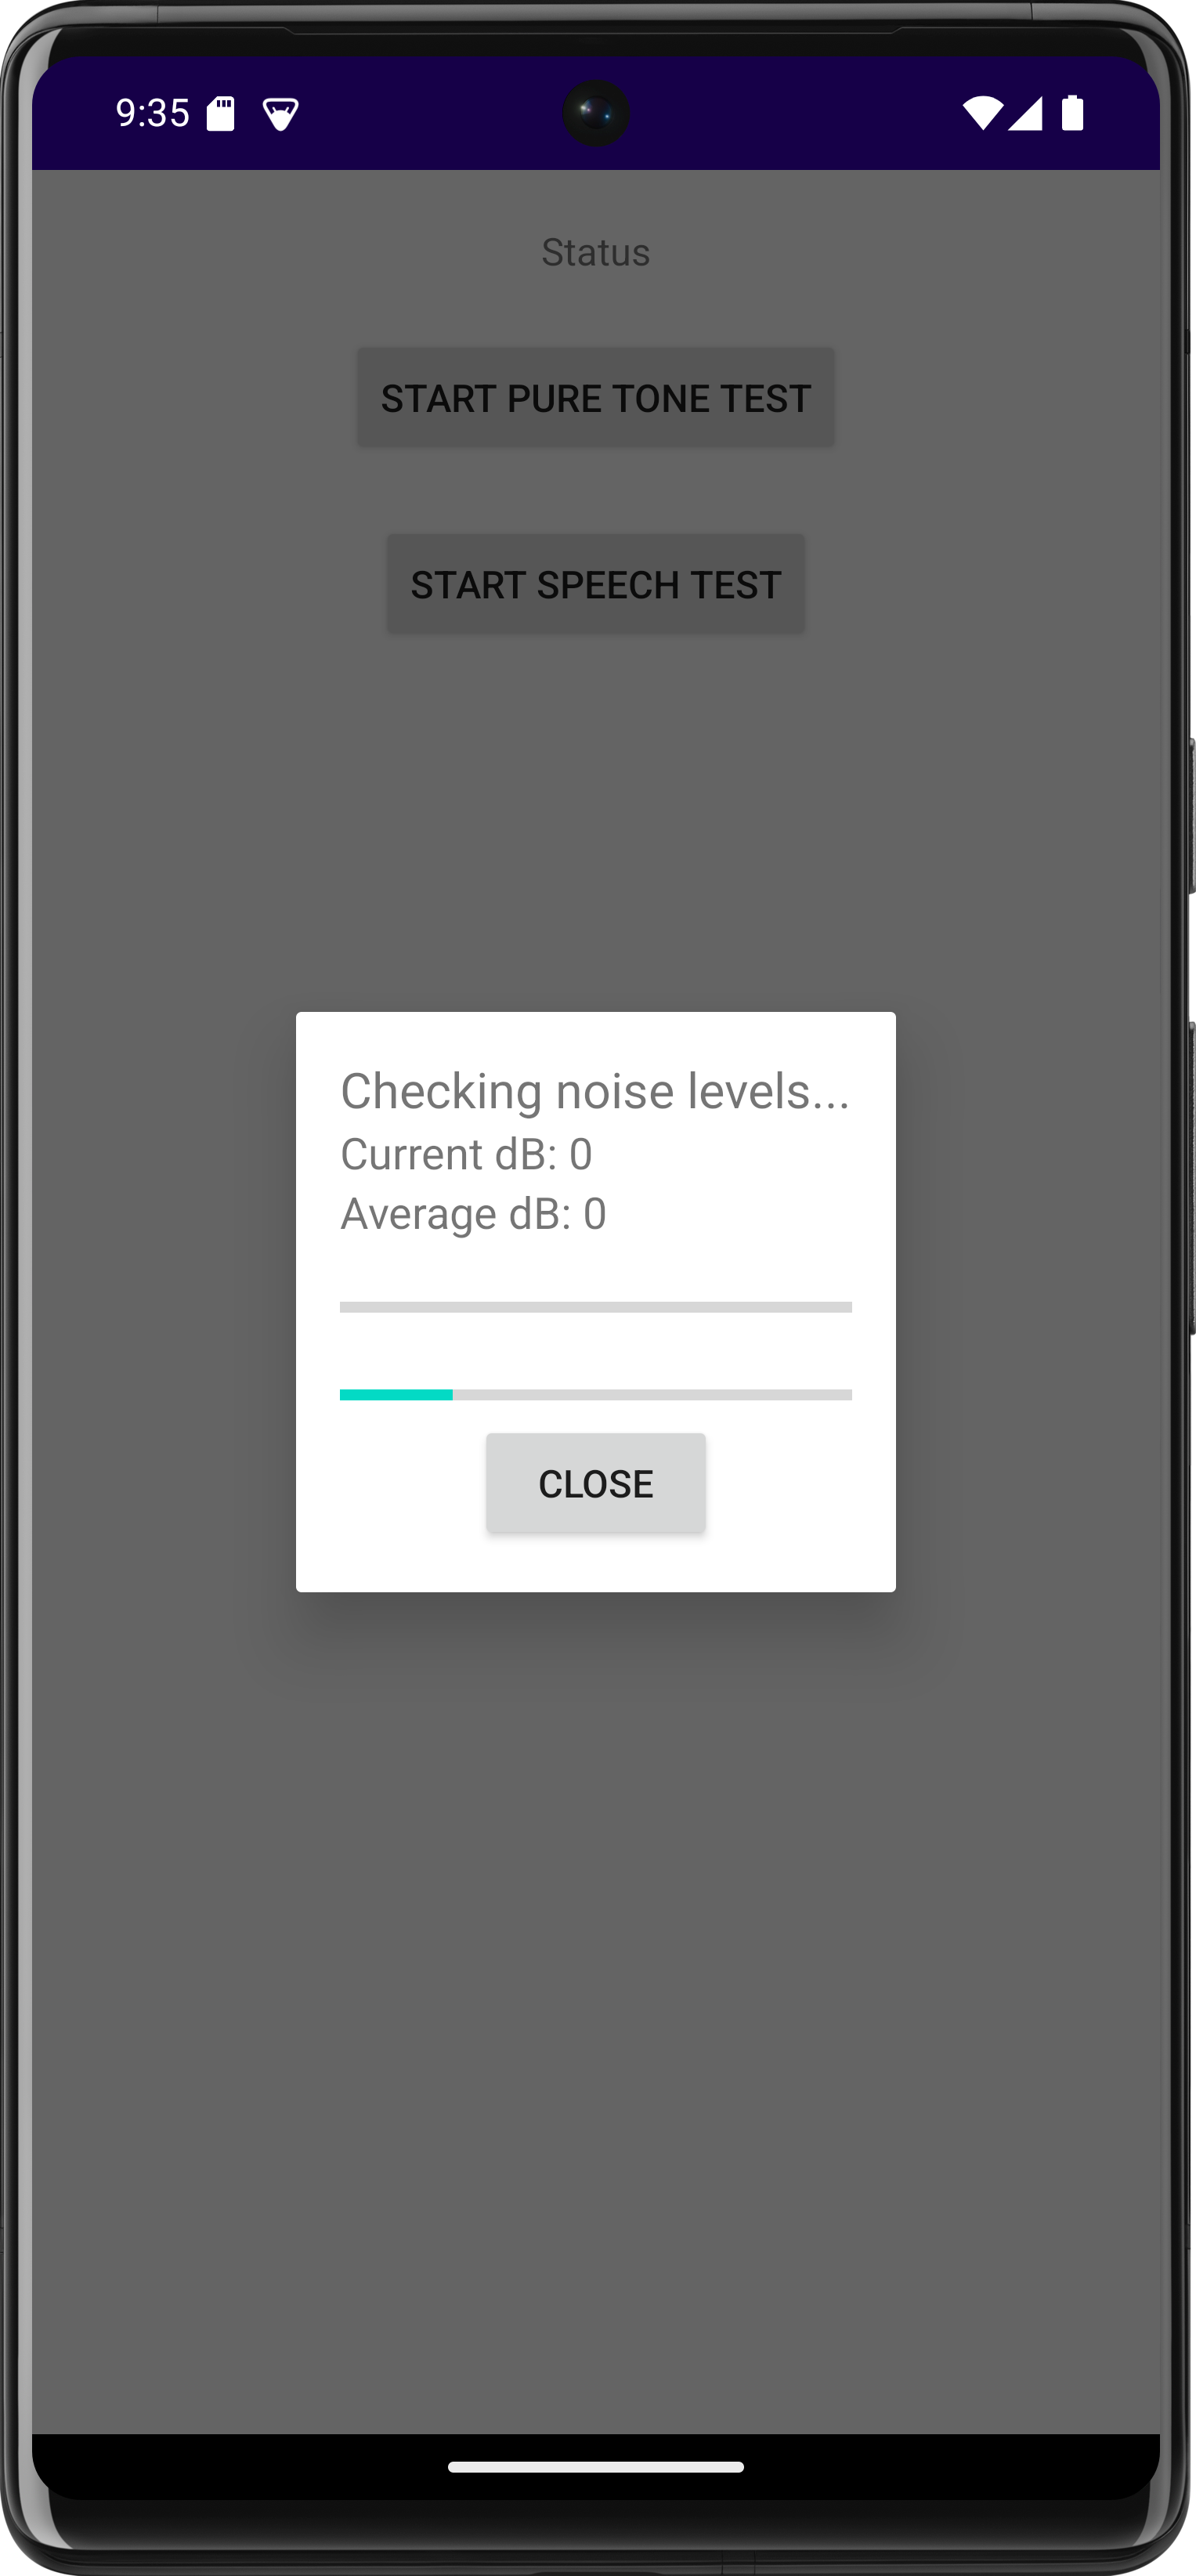 9:35
Status
START PURE TONE TEST
START SPEECH TEST
Checking noise levels...
Current dB: 0
Average dB: 0
CLOSE